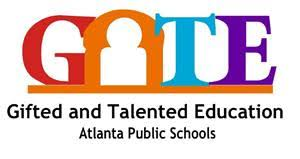 GATE
Gifted and Talented Education
Atlanta Public Schools